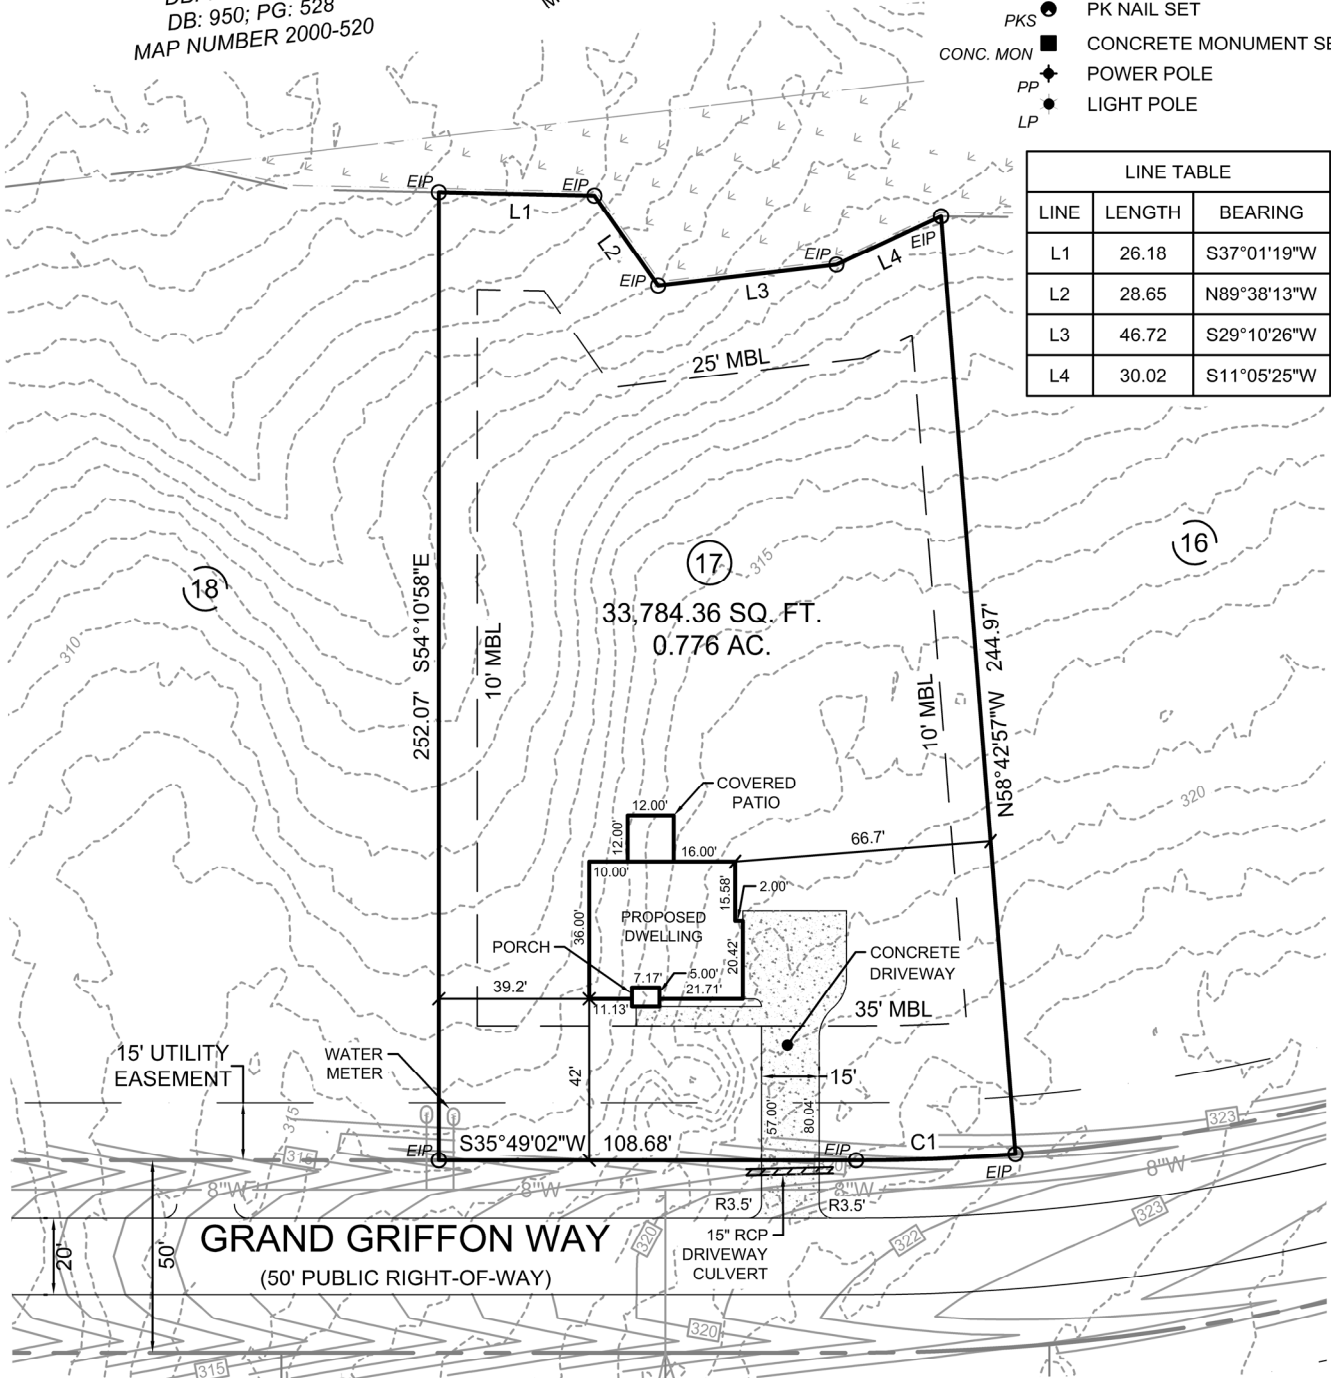 DB: 950; PG: 528
MAP NUMBER 2000-520
PKS PK NAIL SET
CONC. MON CONCRETE MONUMENT SE
PP POWER POLE
LP LIGHT POLE
LINE TABLE
LINE LENGTH BEARING
L1 26.18 S37°01'19"W
L2 28.65 N89°38'13"W
L3 46.72 S29°10'26"W
L4 30.02 S11°05'25"W
EIP
EIP
EIP
EIP
EIP
L1
L2
L3
L4
25' MBL
18
17
16
315
33,784.36 SQ. FT.
0.776 AC.
310
252.07' S54°10'58"E
10' MBL
10' MBL
N58°42'57"W 244.97'
320
COVERED
PATIO
12.00'
12.00'
16.00'
10.00'
66.7'
15.58'
2.00'
36.00'
PROPOSED
DWELLING
20.42'
PORCH
7.17'
5.00'
21.71'
11.13'
39.2'
CONCRETE
DRIVEWAY
35' MBL
15' UTILITY
EASEMENT
WATER
METER
42'
15'
57.00'
80.04'
315
315
323
EIP
S35°49'02"W 108.68'
EIP
C1
EIP
8"W
8"W
8"W
8"W
R3.5'
R3.5'
GRAND GRIFFON WAY
(50' PUBLIC RIGHT-OF-WAY)
20'
50'
15" RCP
DRIVEWAY
CULVERT
320
322
323
320
315